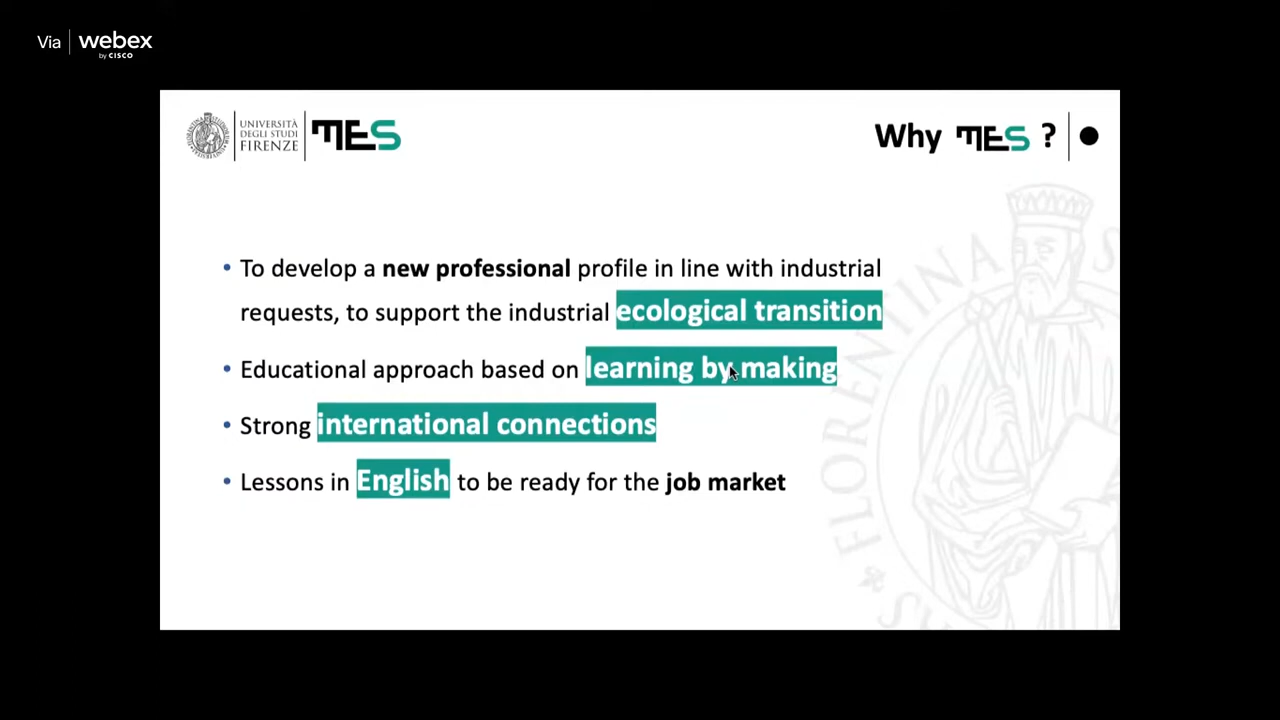 Via webex
by CISCO
UNIVERSITÀ
DEGLI STUDI
FIRENZE
MES
Why MES ?
• To develop a new professional profile in line with industrial
requests, to support the industrial ecological transition
• Educational approach based on learning by making
• Strong international connections
• Lessons in English to be ready for the job market
FLORENTINA